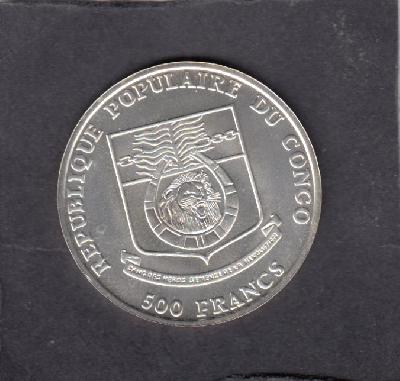 REPUBLIQUE POPULAIRE DU CONGO
500 FRANCS